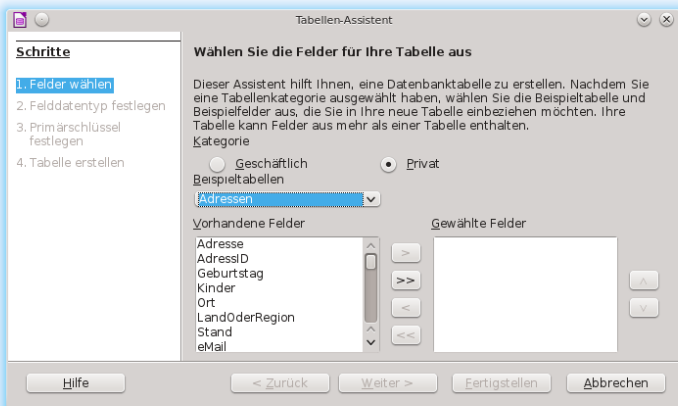 Tabellen-Assistent
Schritte
1. Felder wählen
2. Felddatentyp festlegen
3. Primärschlüssel
festlegen
4. Tabelle erstellen
Wählen Sie die Felder für Ihre Tabelle aus
Dieser Assistent hilft Ihnen, eine Datenbanktabelle zu erstellen. Nachdem Sie
eine Tabellenkategorie ausgewählt haben, wählen Sie die Beispieltabelle und
Beispielfelder aus, die Sie in Ihre neue Tabelle einbeziehen möchten. Ihre
Tabelle kann Felder aus mehr als einer Tabelle enthalten.
Kategorie
Geschäftlich Privat
Beispieltabellen
Adressen
Vorhandene Felder Gewählte Felder
Adresse
AdressID
Geburtstag
Kinder
Ort
LandOderRegion
Stand
eMail
>
>>
<
<<
Hilfe < Zurück Weiter > Fertigstellen Abbrechen